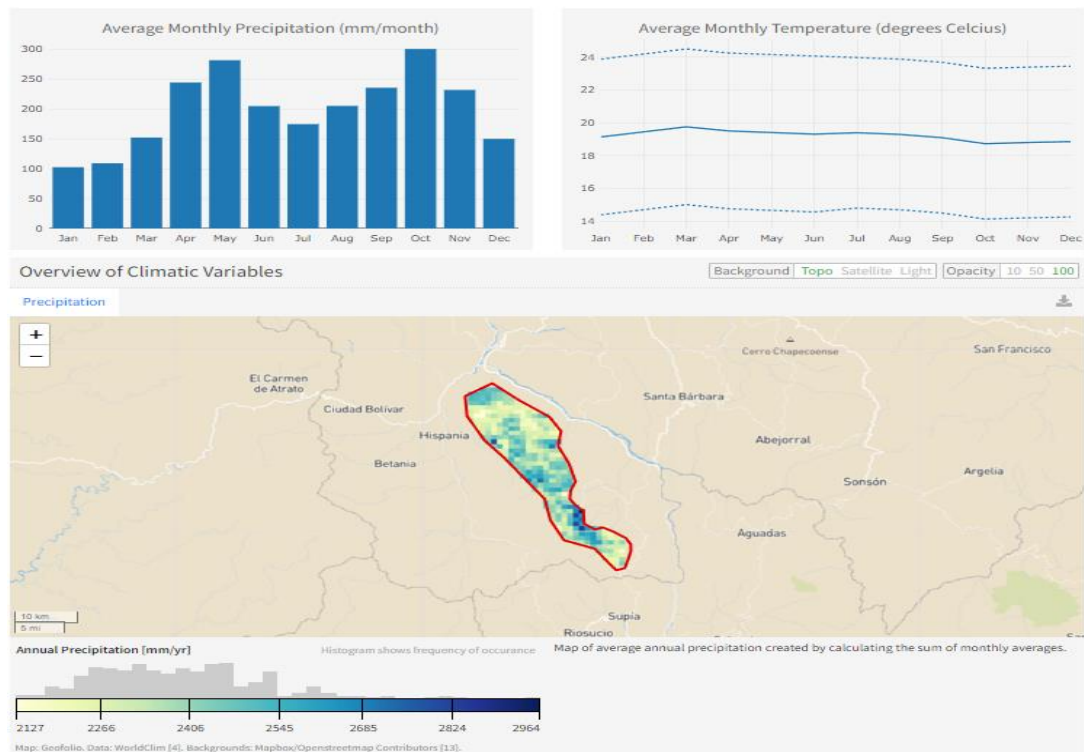 Average Monthly Precipitation (mm/month)
300
250
200
150
100
50
0
Jan Feb Mar Apr May Jun Jul Aug Sep Oct Nov Dec
Average Monthly Temperature (degrees Celcius)
24
22
20
18
16
14
Jan Feb Mar Apr May Jun Jul Aug Sep Oct Nov Dec
Overview of Climatic Variables
Background Topo Satellite Light Opacity 10 50 100
Precipitation
+
−
Cerro Chapecoense
San Francisco
El Carmen
de Atrato
Santa Bárbara
Ciudad Bolívar
Hispania
Abejorral
Betania
Argelia
Sonsón
Aguadas
10 km
5 mi
Supía
Riosucio
Annual Precipitation [mm/yr]
Histogram shows frequency of occurance
Map of average annual precipitation created by calculating the sum of monthly averages.
2127 2266 2406 2545 2685 2824 2964
Map: Geofolio. Data: WorldClim [4]. Backgrounds: Mapbox/Openstreetmap Contributors [13].